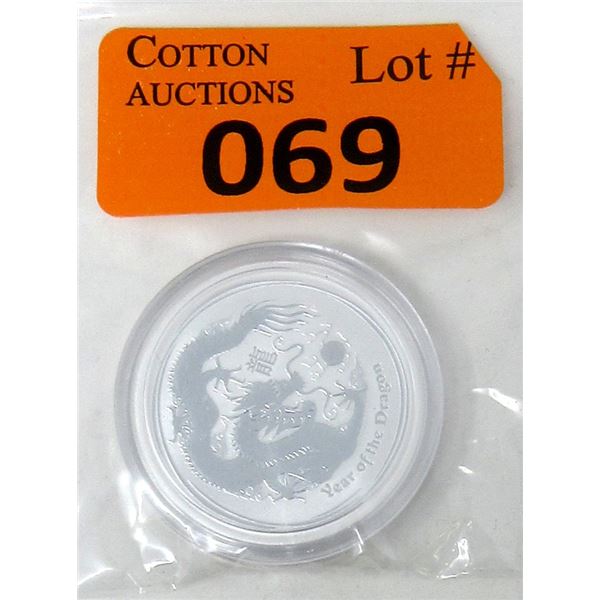 COTTON
AUCTIONS
Lot #
069
龍
Year of the Dragon